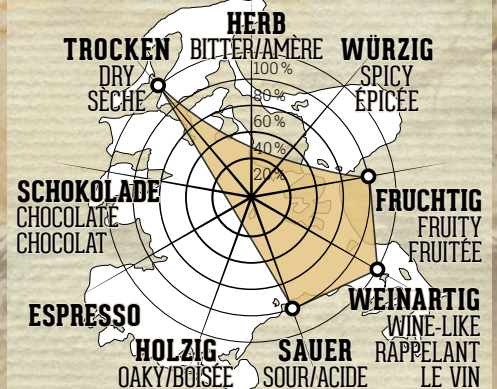 HERB
BITTER/AMÈRE
TROCKEN
DRY
SÈCHE
WÜRZIG
SPICY
ÉPICÉE
100%
80%
60%
40%
20%
SCHOKOLADE
CHOCOLATE
CHOCOLAT
FRUCHTIG
FRUITY
FRUITÉE
ESPRESSO
WEINARTIG
WINE-LIKE
RAPPELANT
LE VIN
HOLZIG
OAKY/BOISÉE
SAUER
SOUR/ACIDE